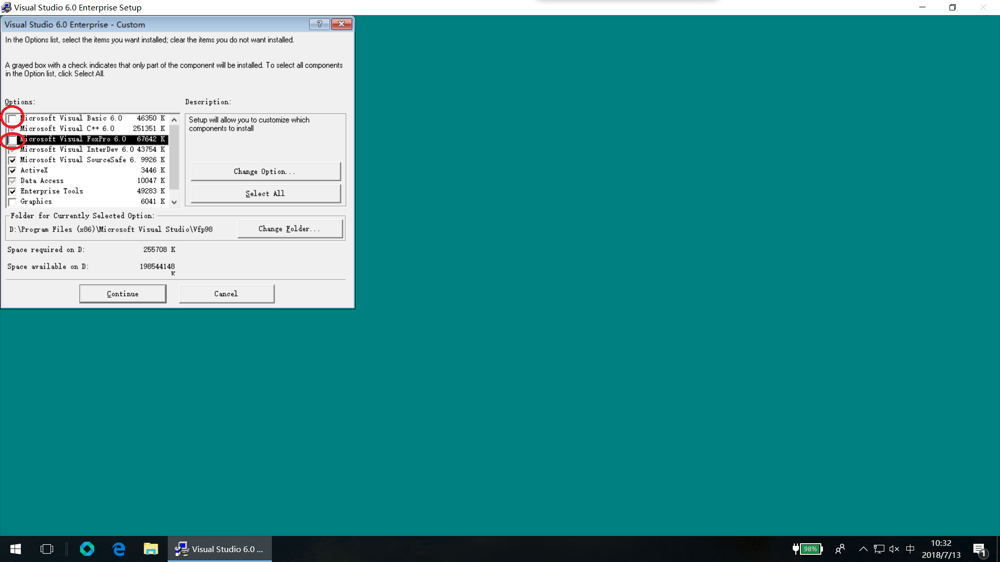 Visual Studio 6.0 Enterprise Setup
Visual Studio 6.0 Enterprise - Custom
?
In the Options list, select the items you want installed; clear the items you do not want installed.
A grayed box with a check indicates that only part of the component will be installed. To select all components
in the Option list, click Select All.
Options:
Description:
Microsoft Visual Basic 6.0 46350 K
Microsoft Visual C++ 6.0 251351 K
Microsoft Visual FoxPro 6.0 67642 K
Microsoft Visual InterDev 6.0 43754 K
Microsoft Visual SourceSafe 6. 9926 K
ActiveX 3446 K
Data Access 10047 K
Enterprise Tools 49283 K
Graphics 6041 K
Setup will allow you to customize which
components to install
Change Option...
Select All
Folder for Currently Selected Option:
D:\Program Files (x86)\Microsoft Visual Studio\Vfp98
Change Folder...
Space required on D: 255708 K
Space available on D: 198544148
K
Continue
Cancel
Visual Studio 6.0 ...
98%
中
10:32
2018/7/13
1